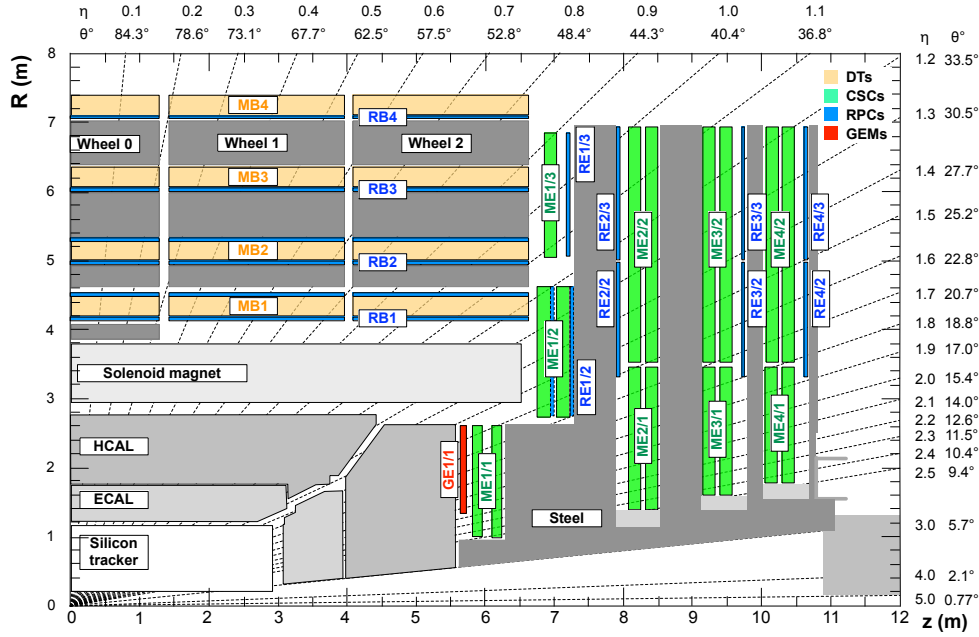 η 0.1 0.2 0.3 0.4 0.5 0.6 0.7 0.8 0.9 1.0 1.1
θ° 84.3° 78.6° 73.1° 67.7° 62.5° 57.5° 52.8° 48.4° 44.3° 40.4° 36.8° η θ°
R (m)
8
7
6
5
4
3
2
1
0
1.2 33.5°
1.3 30.5°
1.4 27.7°
1.5 25.2°
1.6 22.8°
1.7 20.7°
1.8 18.8°
1.9 17.0°
2.0 15.4°
2.1 14.0°
2.2 12.6°
2.3 11.5°
2.4 10.4°
2.5 9.4°
3.0 5.7°
4.0 2.1°
5.0 0.77°
DTs
CSCs
RPCs
GEMs
MB4
RB4
Wheel 0
Wheel 1
Wheel 2
MB3
RB3
MB2
RB2
MB1
RB1
Solenoid magnet
HCAL
ECAL
Silicon
tracker
Steel
GE1/1
ME1/1
ME1/2
ME1/3
RE1/3
RE1/2
RE2/3
RE2/2
ME2/2
ME2/1
ME3/2
ME3/1
RE3/3
RE3/2
ME4/2
ME4/1
RE4/3
RE4/2
0 1 2 3 4 5 6 7 8 9 10 11 12
z (m)